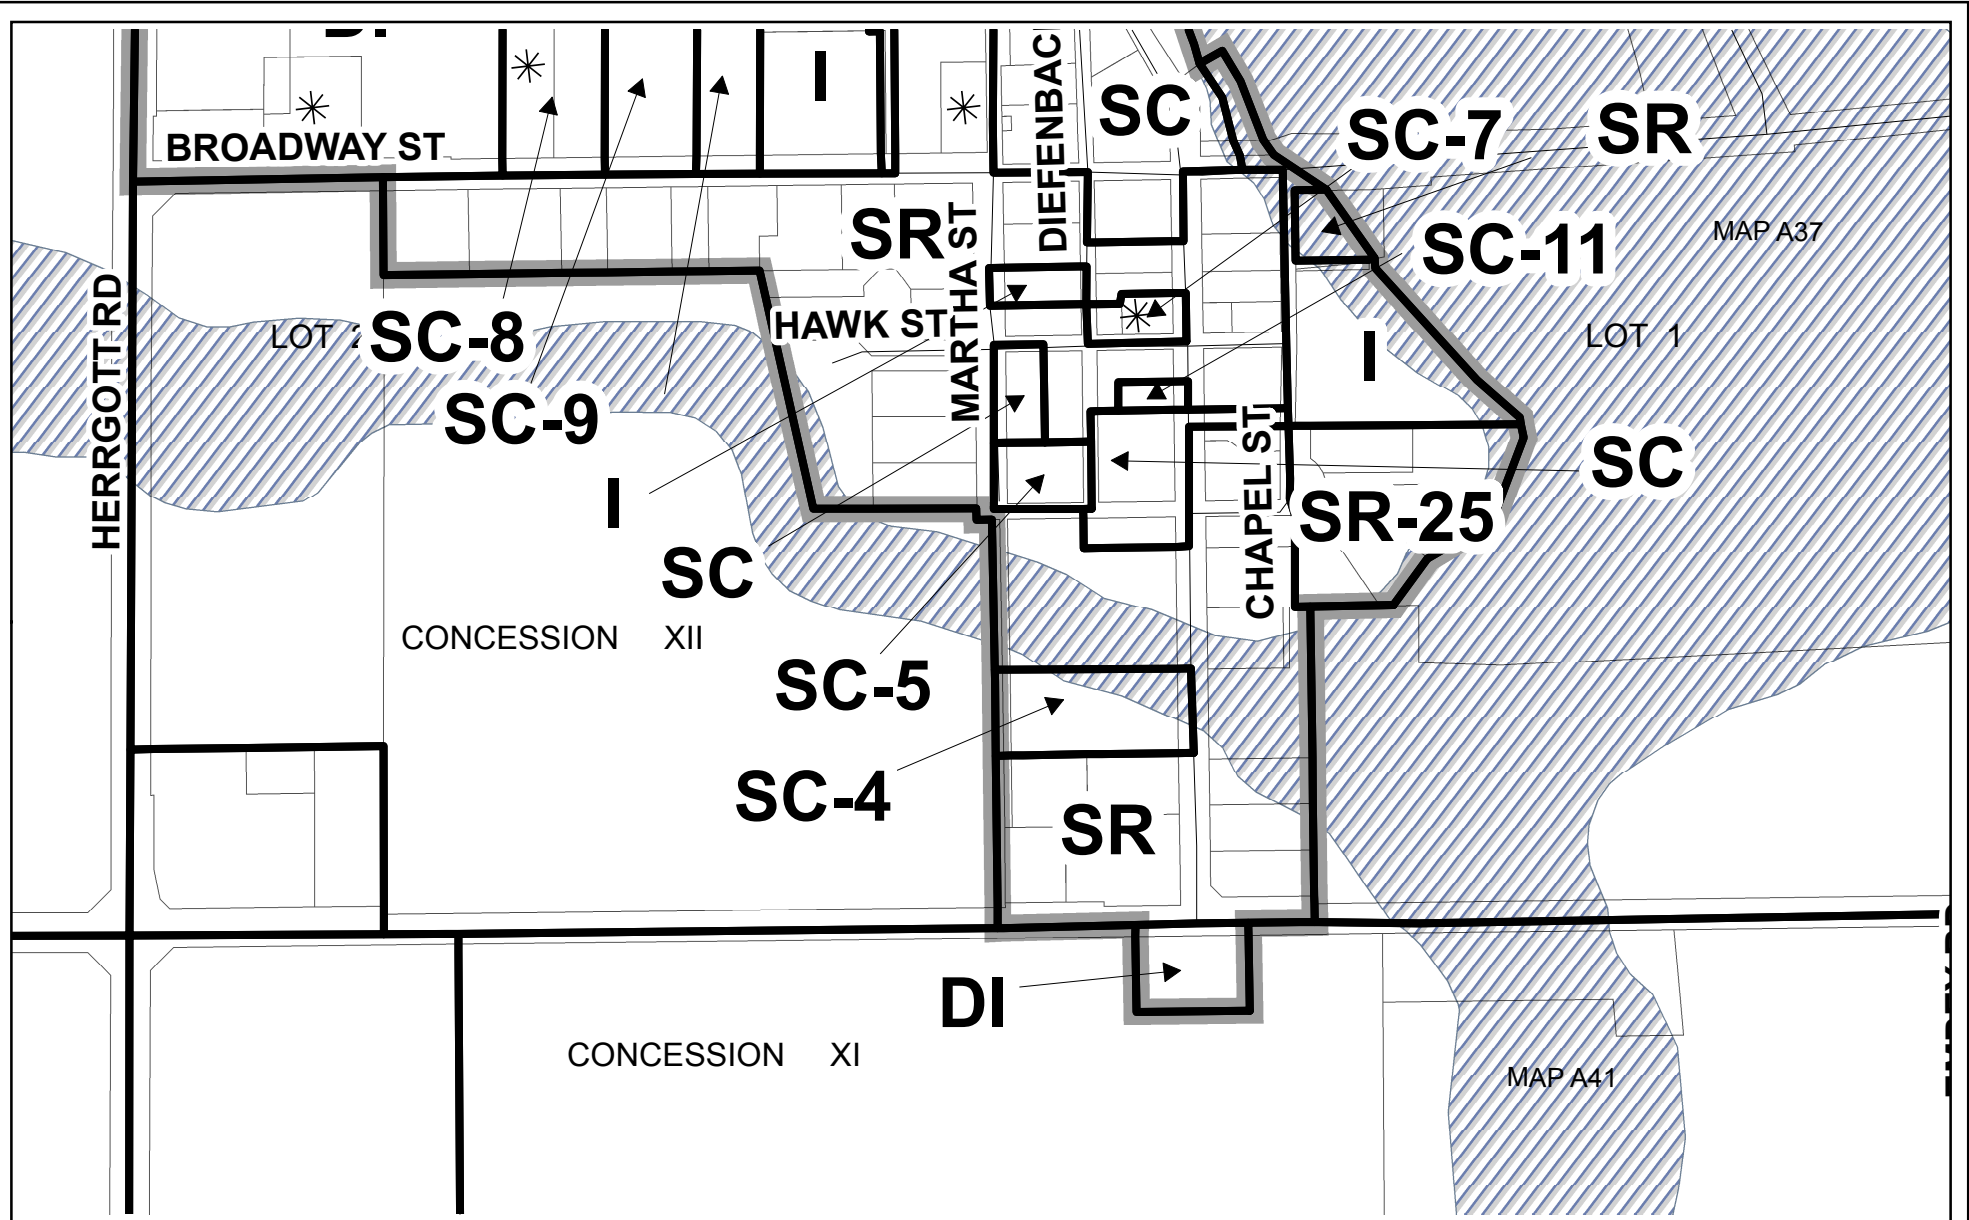 I
DIEFENBAC
SC
SC-7
SR
BROADWAY ST
SR
MARTHA ST
SC-11
MAP A37
HERRGOTT RD
LOT
SC-8
HAWK ST
LOT 1
I
SC-9
CHAPEL ST
SC
I
SR-25
SC
CONCESSION XII
SC-5
SC-4
SR
DI
CONCESSION XI
MAP A41